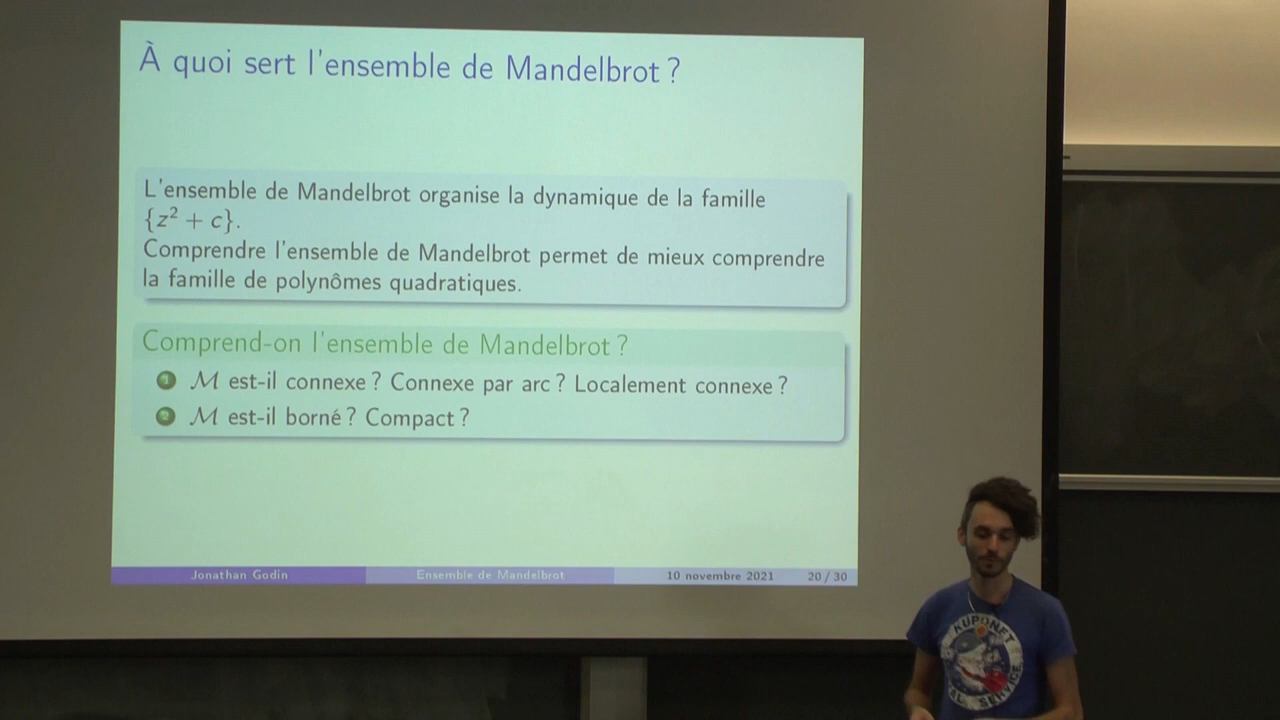 À quoi sert l'ensemble de Mandelbrot ?
L'ensemble de Mandelbrot organise la dynamique de la famille
{z² + c}.
Comprendre l'ensemble de Mandelbrot permet de mieux comprendre
la famille de polynômes quadratiques.
Comprend-on l'ensemble de Mandelbrot ?
1 M est-il connexe ? Connexe par arc ? Localement connexe ?
2 M est-il borné ? Compact ?
Jonathan Godin Ensemble de Mandelbrot 10 novembre 2021 20 / 30